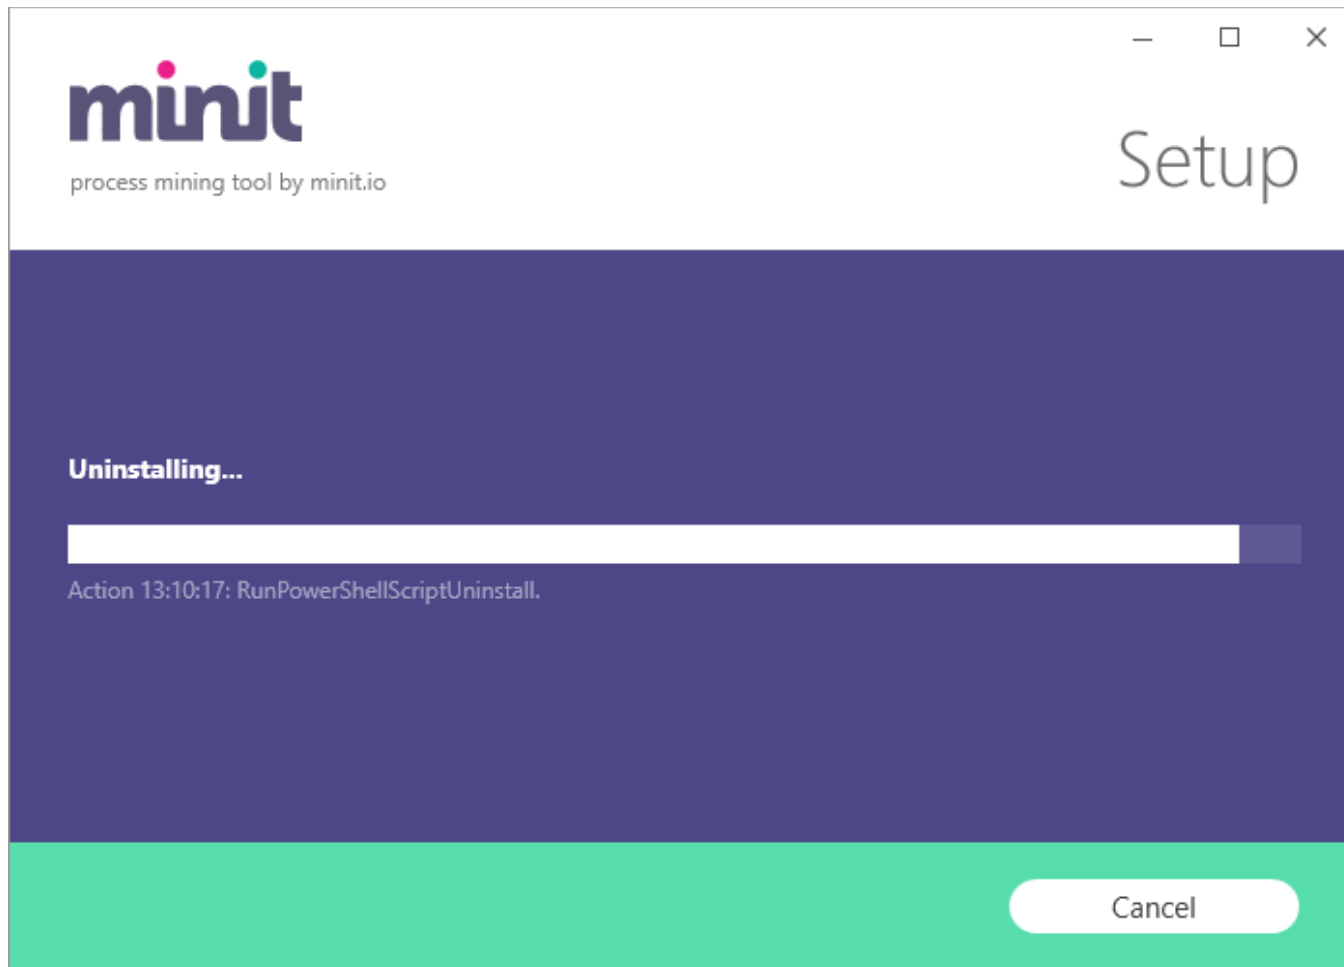 minit
process mining tool by minit.io
Setup
Uninstalling...
Action 13:10:17: RunPowerShellScriptUninstall.
Cancel